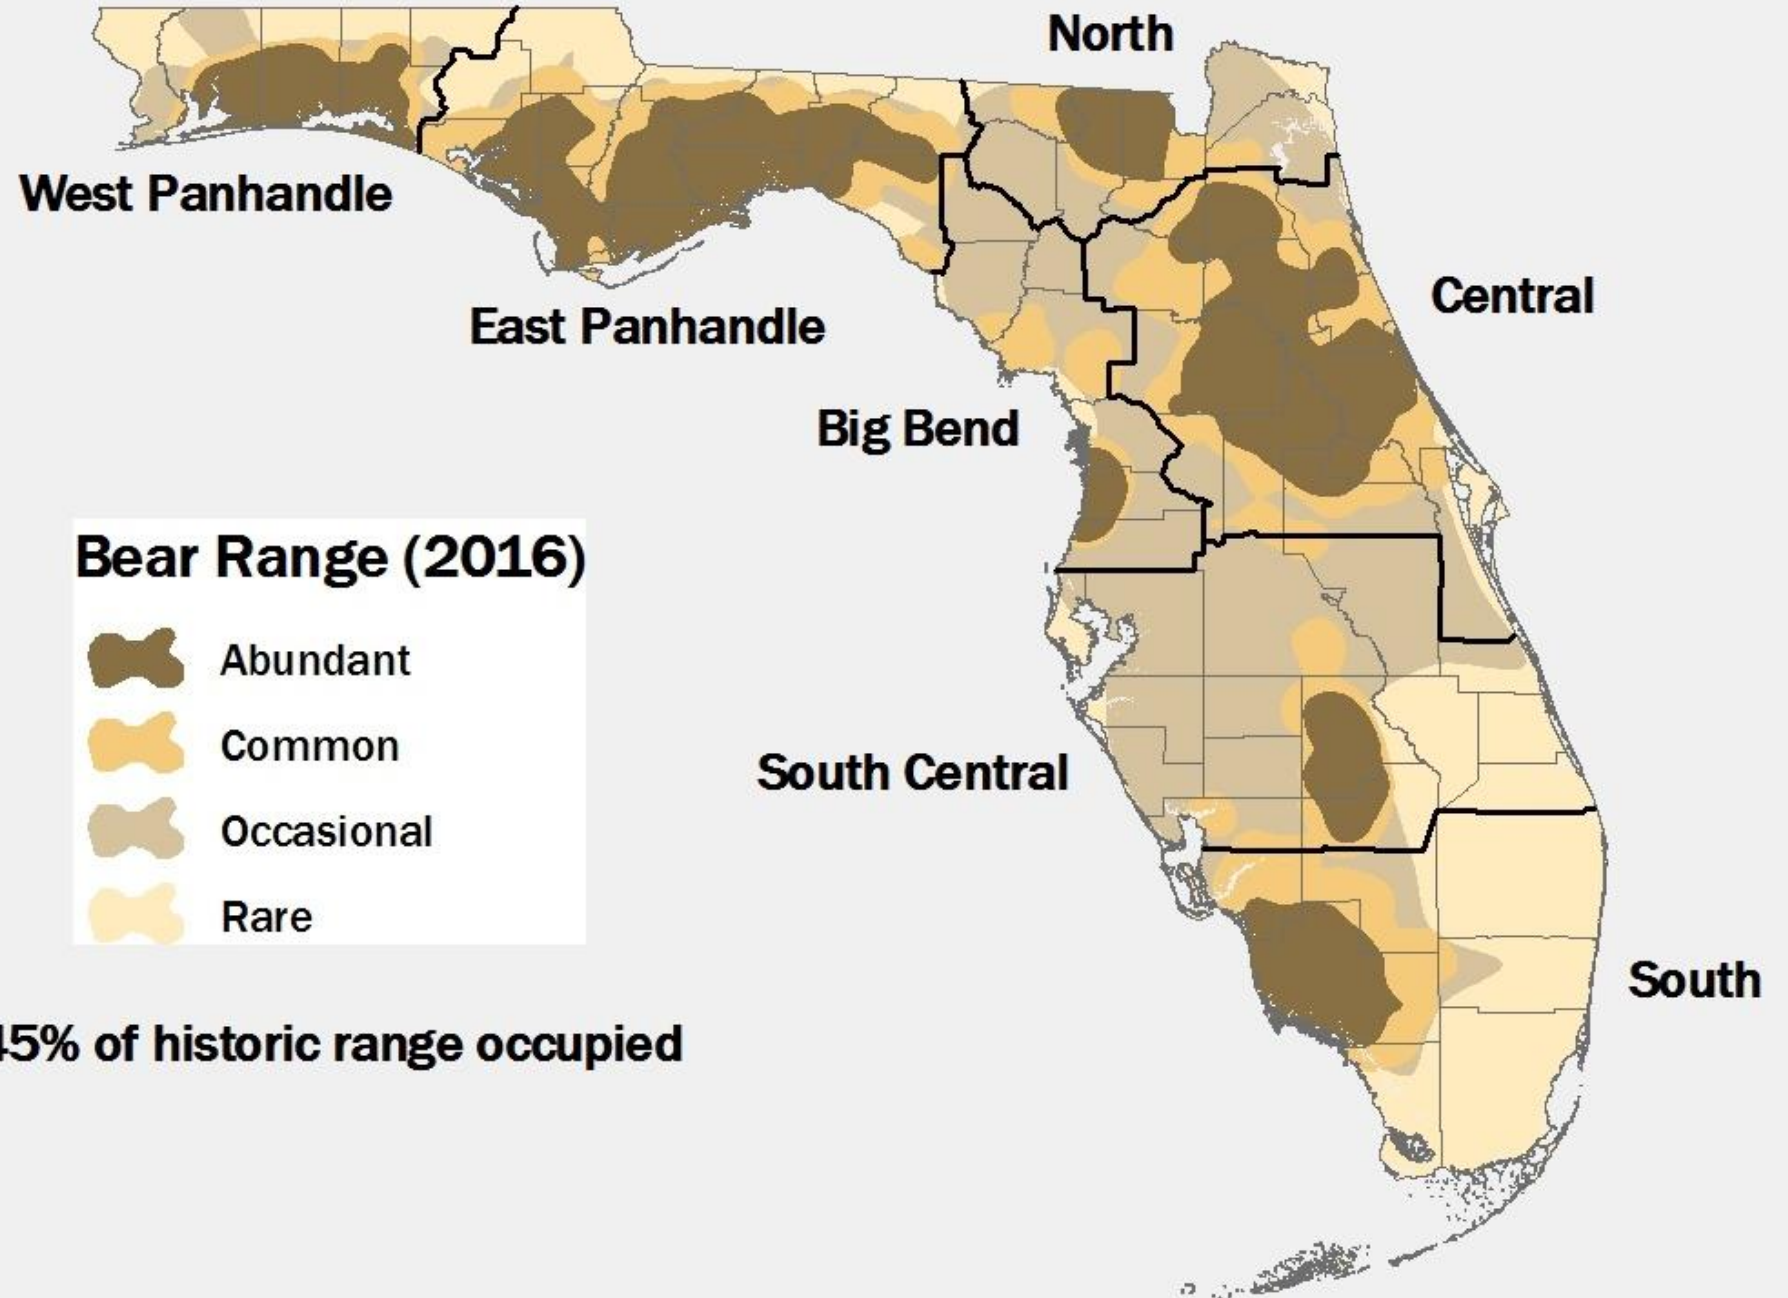 North
West Panhandle
Central
East Panhandle
Big Bend
Bear Range (2016)
Abundant
Common
Occasional
Rare
South Central
South
45% of historic range occupied